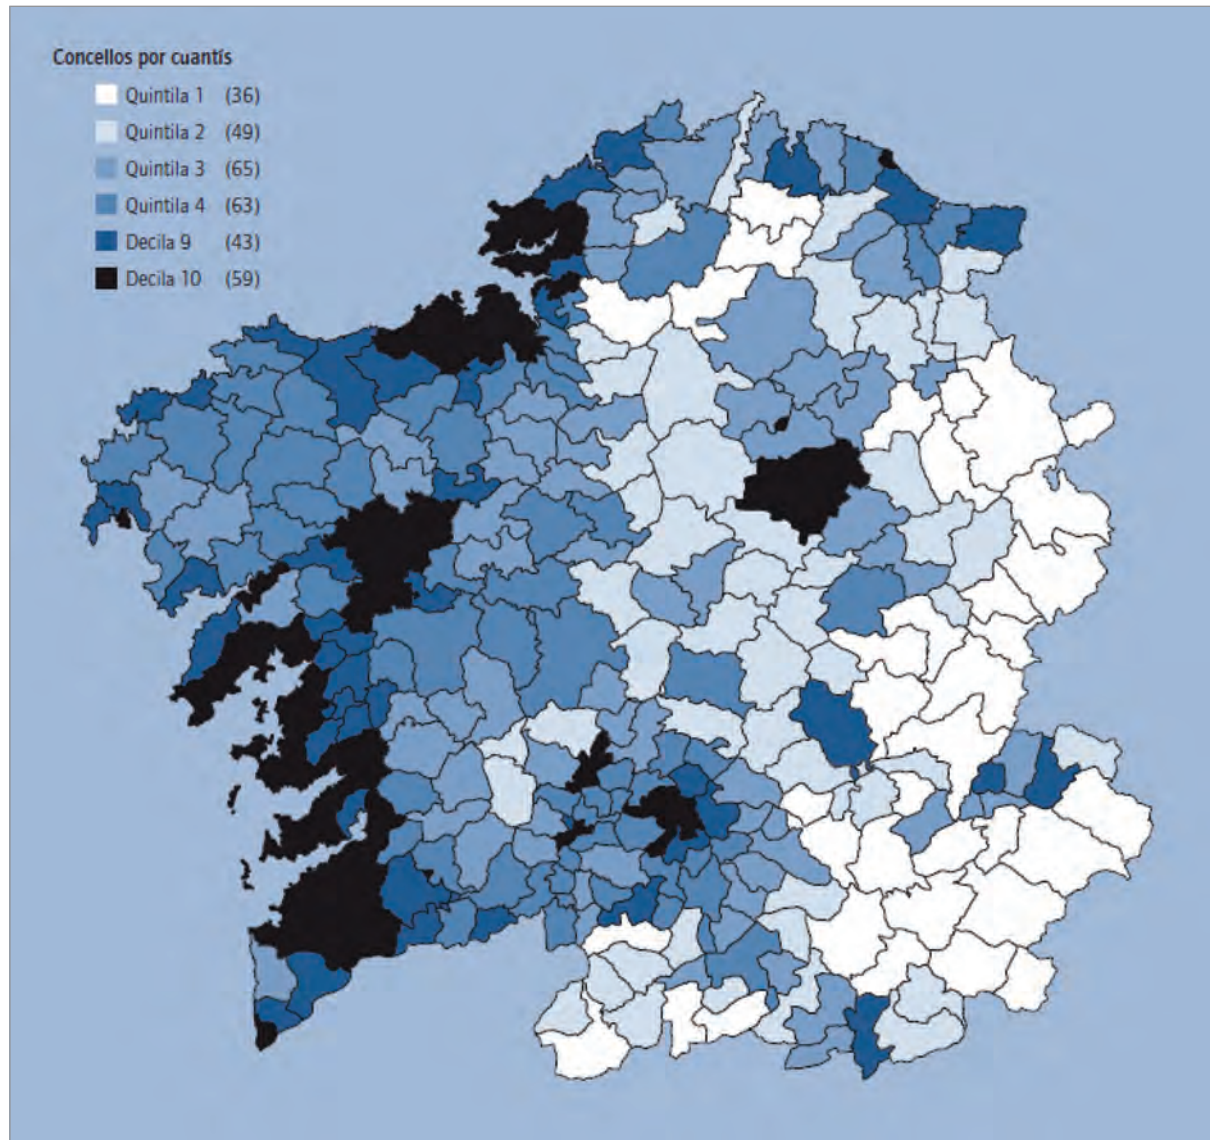 Concellos por cuantís
Quintila 1 (36)
Quintila 2 (49)
Quintila 3 (65)
Quintila 4 (63)
Decila 9 (43)
Decila 10 (59)